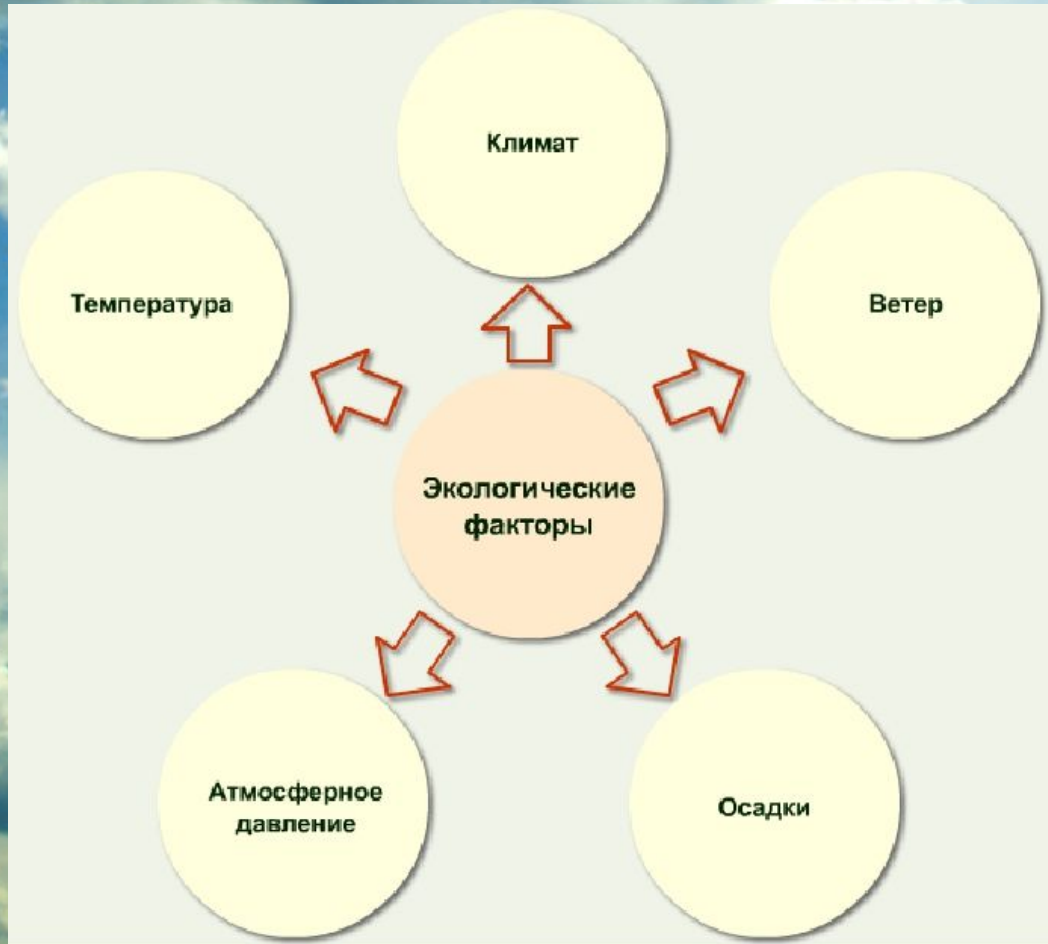 Климат
Температура
Ветер
Экологические
факторы
Атмосферное
давление
Осадки